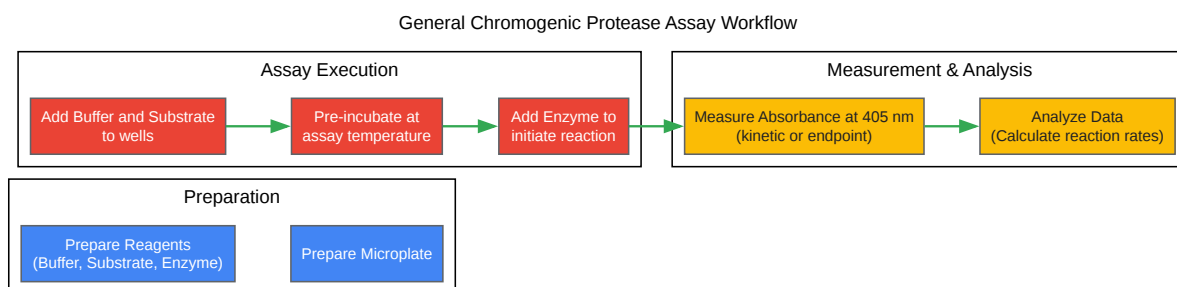 General Chromogenic Protease Assay Workflow
Assay Execution
Add Buffer and Substrate
to wells
Pre-incubate at
assay temperature
Add Enzyme to
initiate reaction
Measurement & Analysis
Measure Absorbance at 405 nm
(kinetic or endpoint)
Analyze Data
(Calculate reaction rates)
Preparation
Prepare Reagents
(Buffer, Substrate, Enzyme)
Prepare Microplate